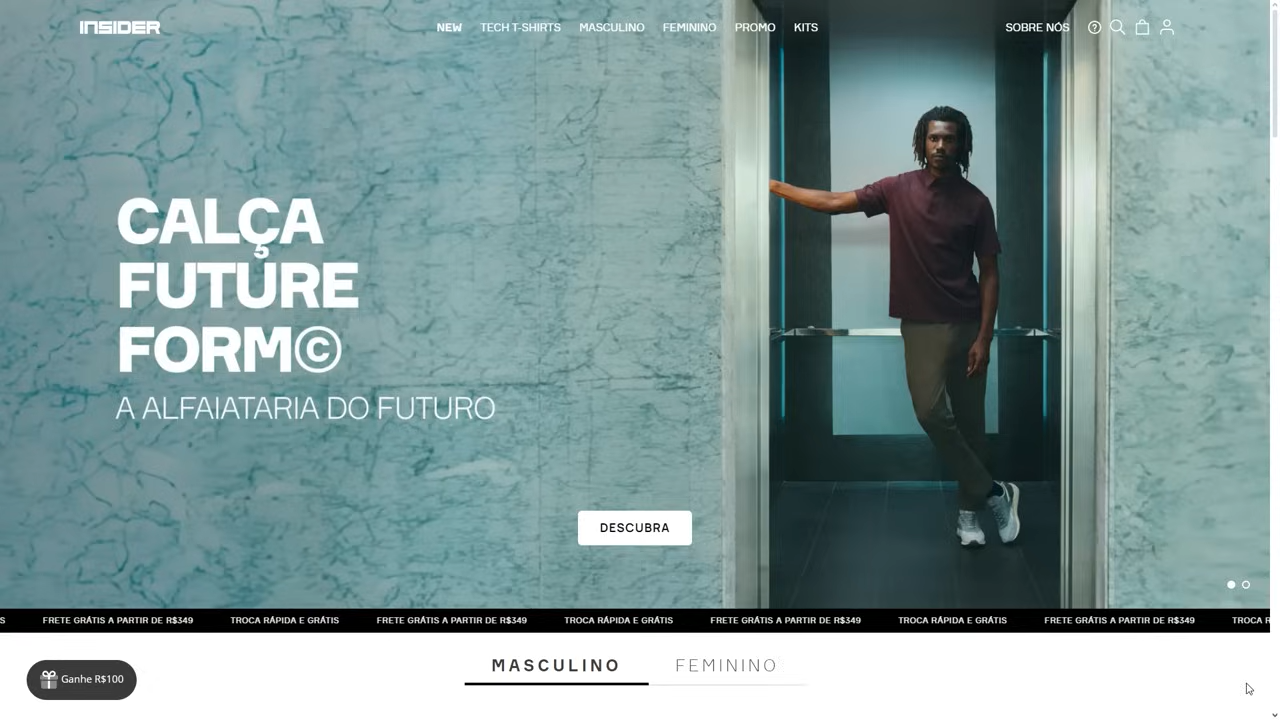 INSIDER
NEW TECH T-SHIRTS MASCULINO FEMININO PROMO KITS
SOBRE NÓS
CALÇA
FUTURE
FORM©
A ALFAIATARIA DO FUTURO
DESCUBRA
S FRETE GRÁTIS A PARTIR DE R$349 TROCA RÁPIDA E GRÁTIS FRETE GRÁTIS A PARTIR DE R$349 TROCA RÁPIDA E GRÁTIS FRETE GRÁTIS A PARTIR DE R$349 TROCA RÁPIDA E GRÁTIS FRETE GRÁTIS A PARTIR DE R$349 TROCA R
MASCULINO FEMININO
Ganhe R$100